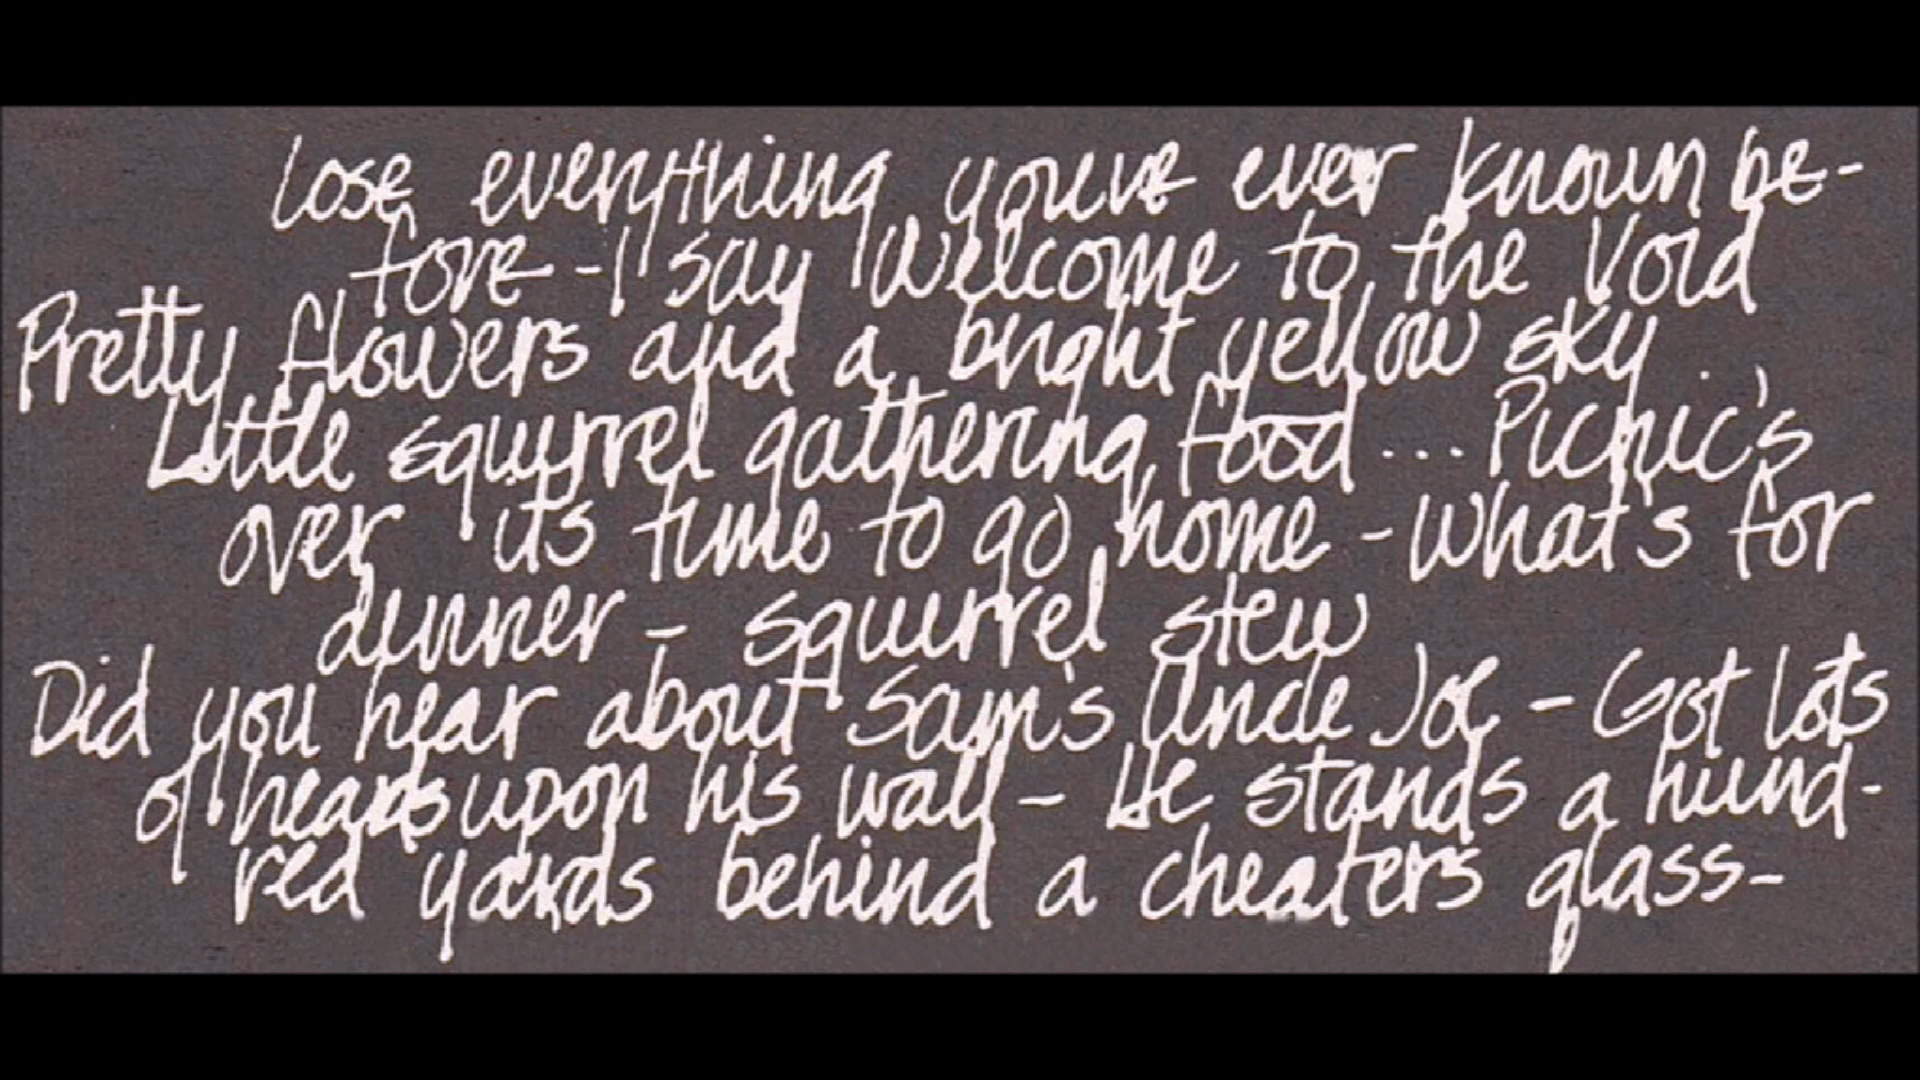 lose everything youve ever known be-
fore - I say Welcome to the Void
Pretty flowers and a bright yellow sky
Little squirrel gathering food ... Picnic's
over its time to go home - What's for
dinner - squirrel stew
Did you hear about Sam's Uncle Joe - Got lots
of heads upon his wall - He stands a hund-
red yards behind a cheaters glass -